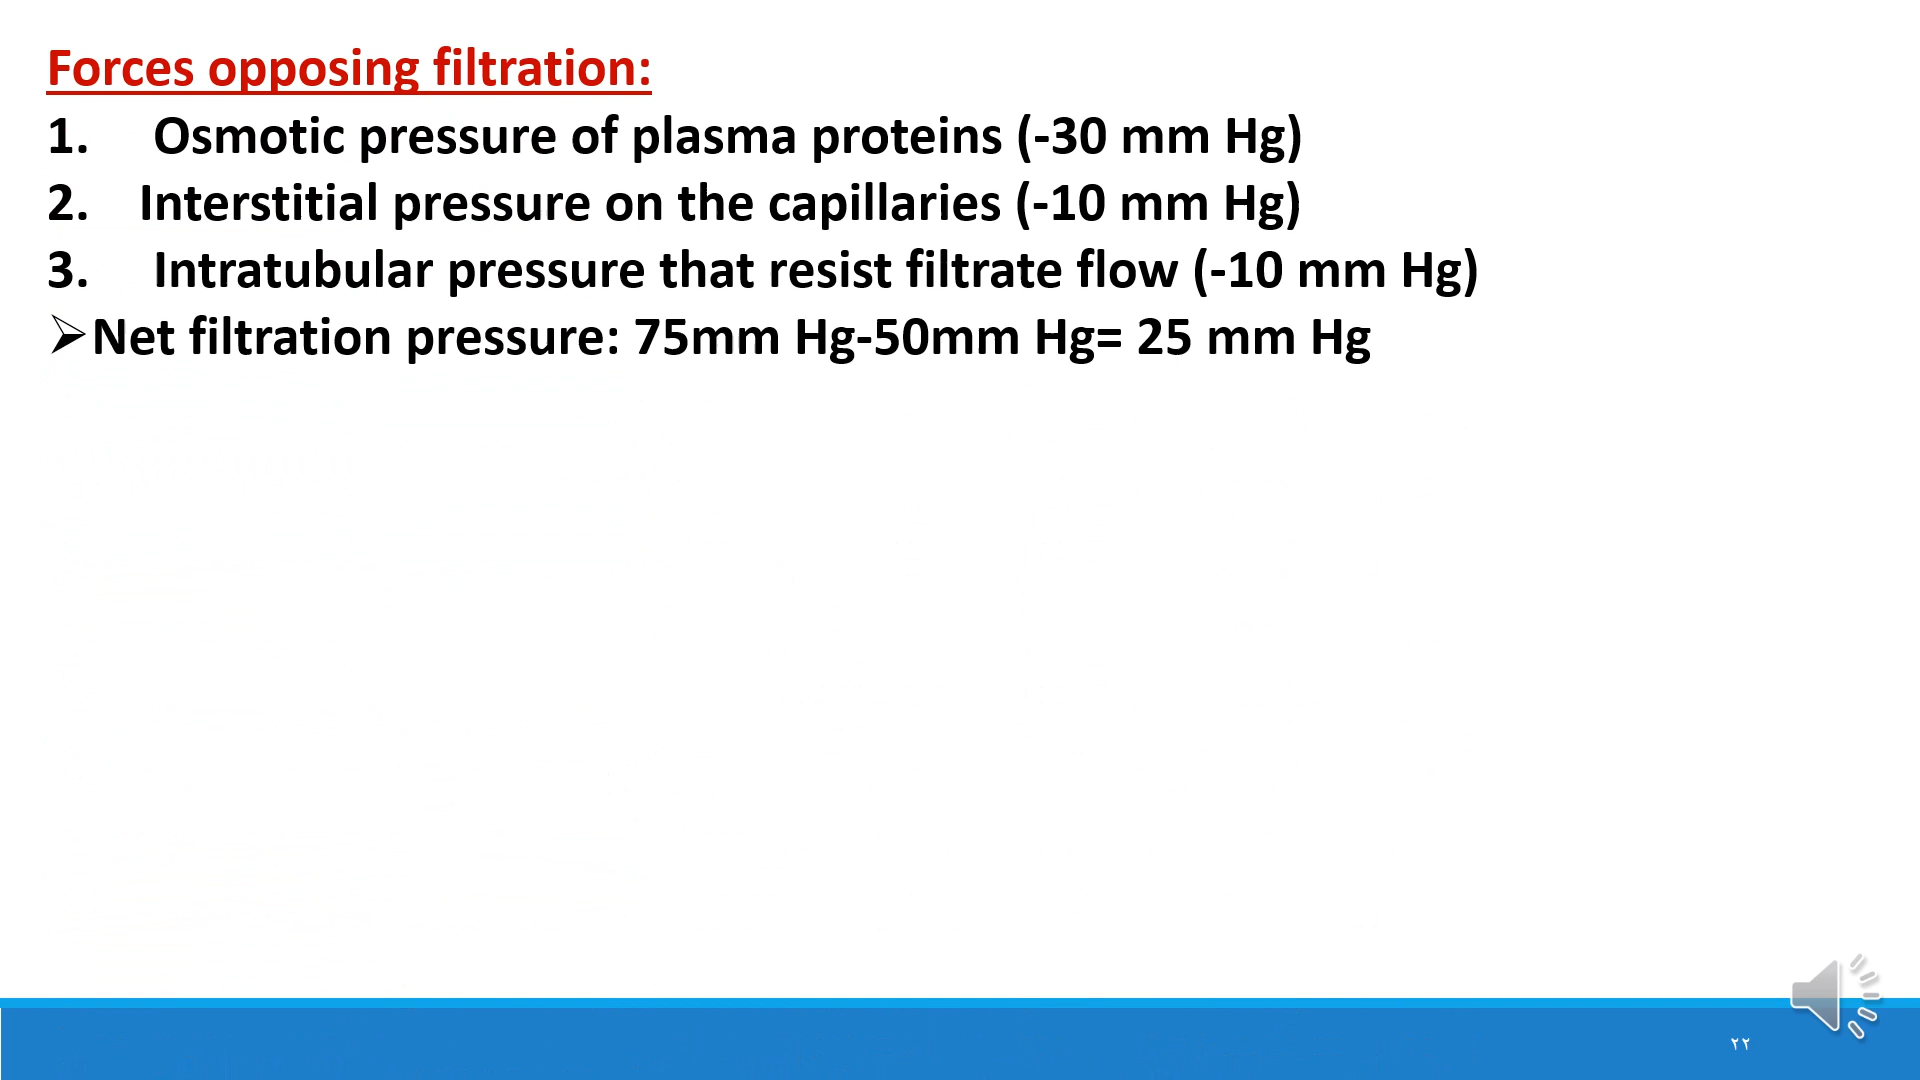 Forces opposing filtration:
1. Osmotic pressure of plasma proteins (-30 mm Hg)
2. Interstitial pressure on the capillaries (-10 mm Hg)
3. Intratubular pressure that resist filtrate flow (-10 mm Hg)
➢Net filtration pressure: 75mm Hg-50mm Hg= 25 mm Hg
٢٢